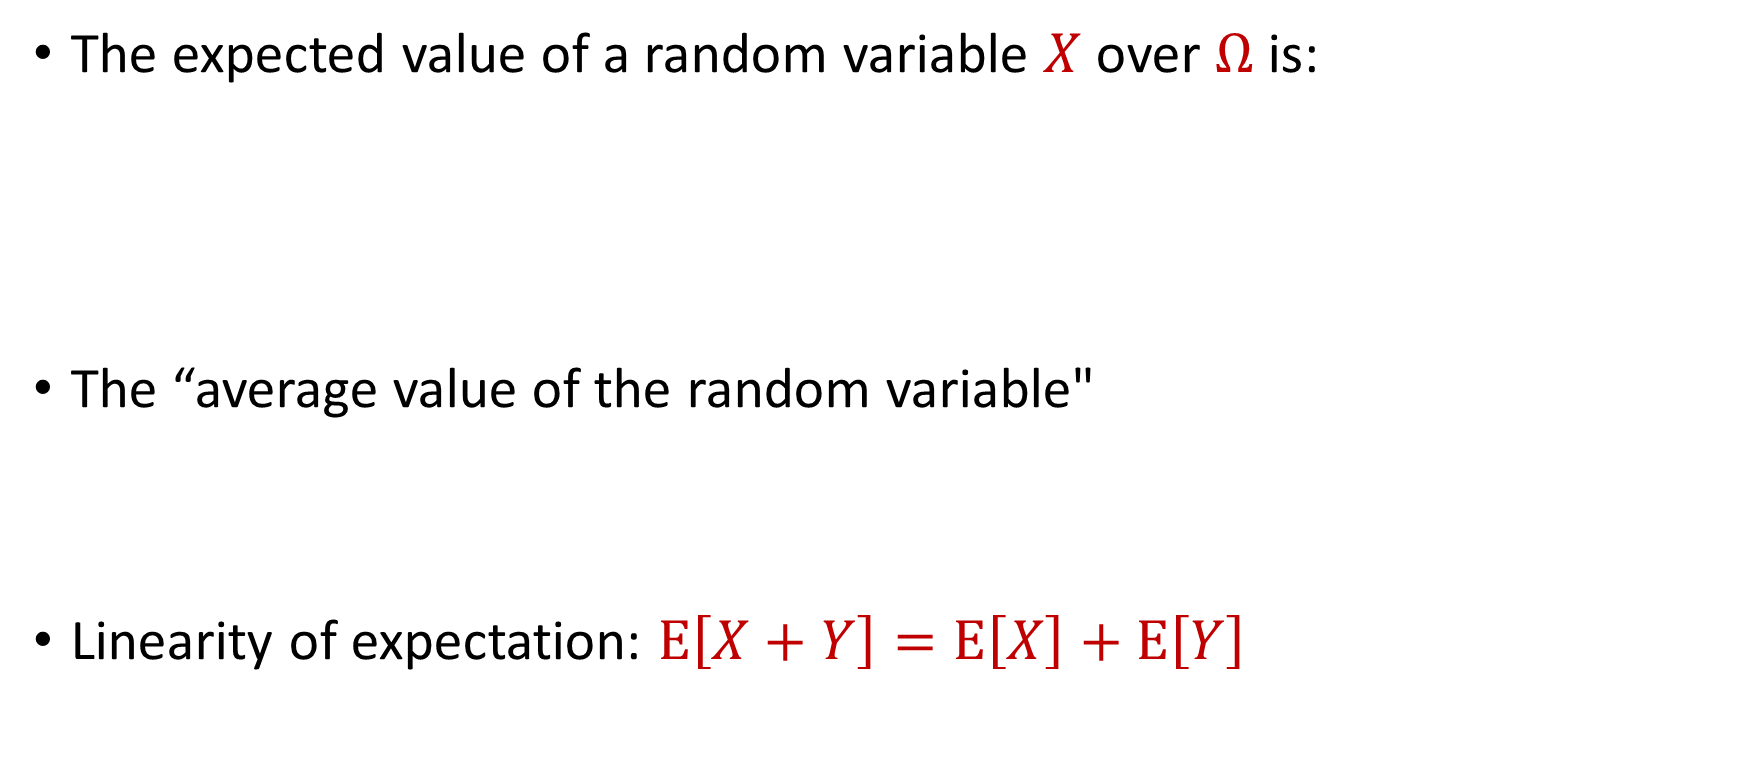 • The expected value of a random variable X over Ω is:
• The “average value of the random variable"
• Linearity of expectation: E[X + Y] = E[X] + E[Y]